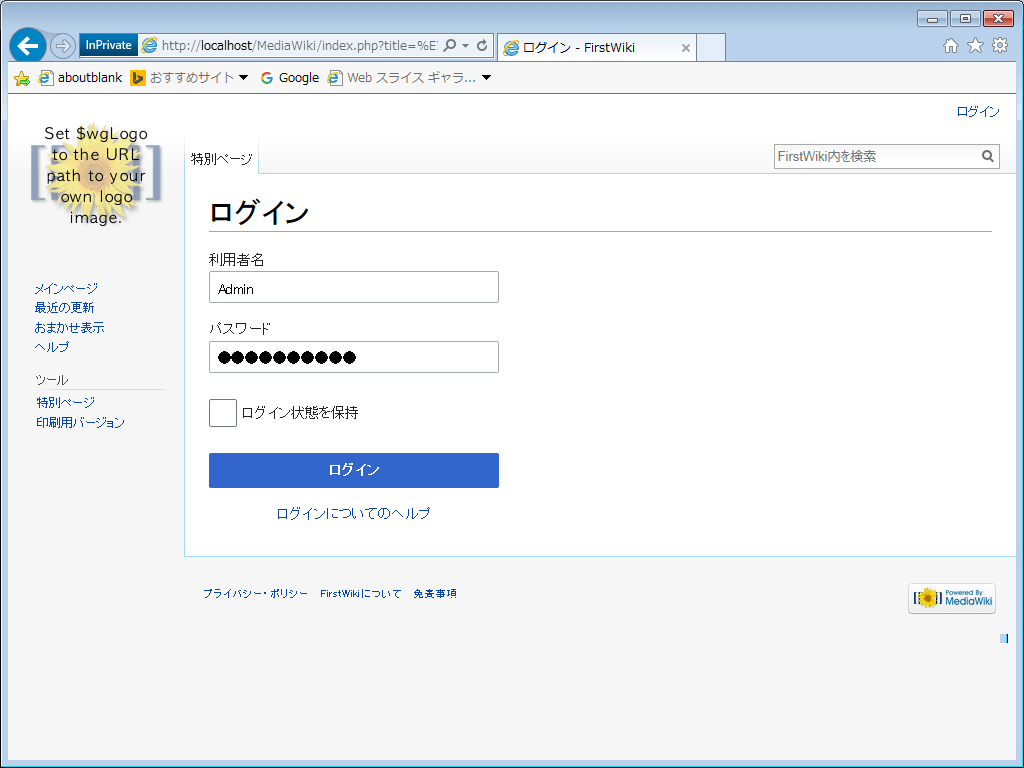 InPrivate
http://localhost/MediaWiki/index.php?title=%E
ログイン - FirstWiki
aboutblank
おすすめサイト
Google
Web スライス ギャラ...
ログイン
Set $wgLogo
to the URL
path to your
own logo
image.
特別ページ
FirstWiki内を検索
ログイン
利用者名
Admin
パスワード
ログイン状態を保持
ログイン
ログインについてのヘルプ
メインページ
最近の更新
おまかせ表示
ヘルプ
ツール
特別ページ
印刷用バージョン
プライバシー・ポリシー
FirstWikiについて
免責事項
Powered By
MediaWiki